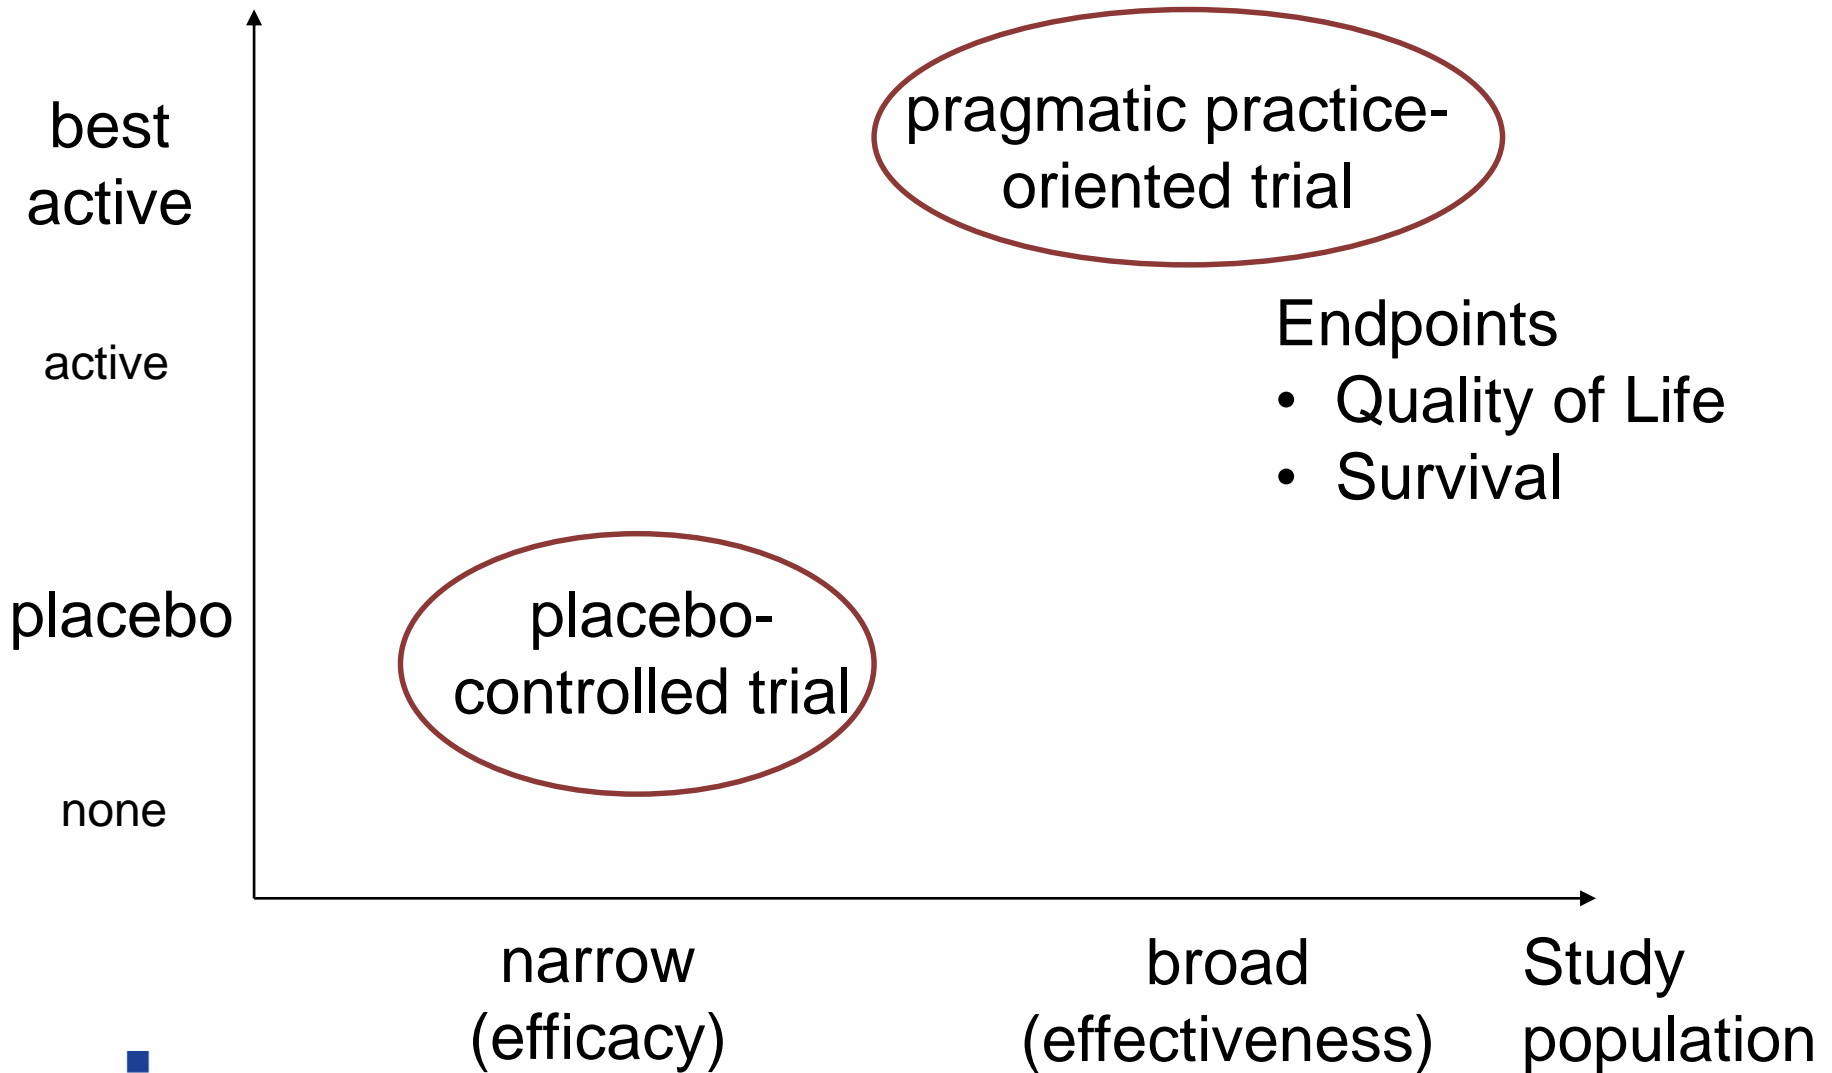 best
active
pragmatic practice-
oriented trial
active
Endpoints
• Quality of Life
• Survival
placebo
placebo-
controlled trial
none
narrow
(efficacy)
broad
(effectiveness)
Study
population